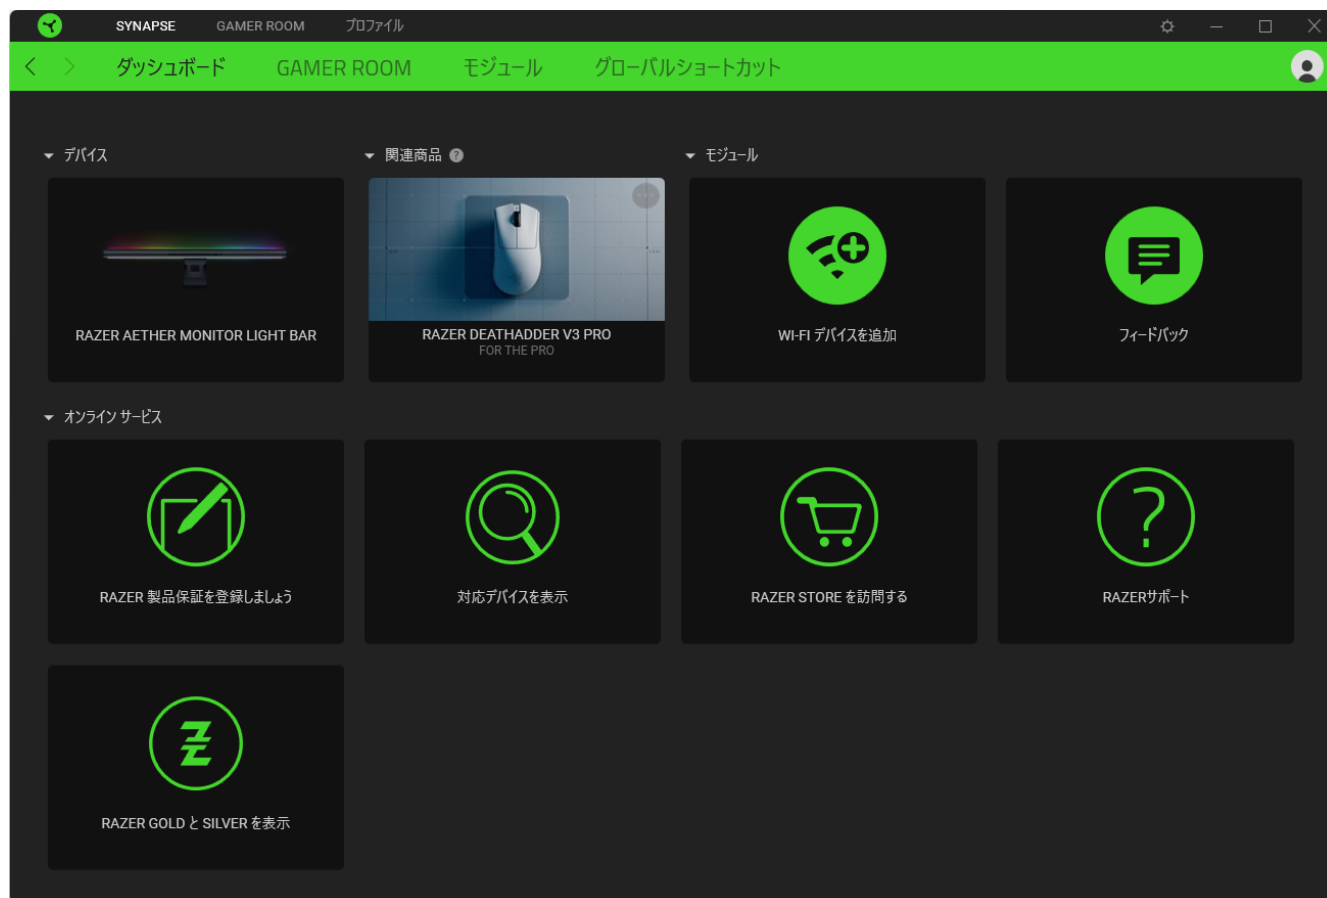 SYNAPSE GAMER ROOM プロファイル
ダッシュボード GAMER ROOM モジュール グローバルショートカット
デバイス
関連商品 ?
モジュール
RAZER AETHER MONITOR LIGHT BAR
RAZER DEATHADDER V3 PRO
FOR THE PRO
WI-FI デバイスを追加
フィードバック
オンライン サービス
RAZER 製品保証を登録しましょう
対応デバイスを表示
RAZER STORE を訪問する
RAZERサポート
RAZER GOLD と SILVER を表示